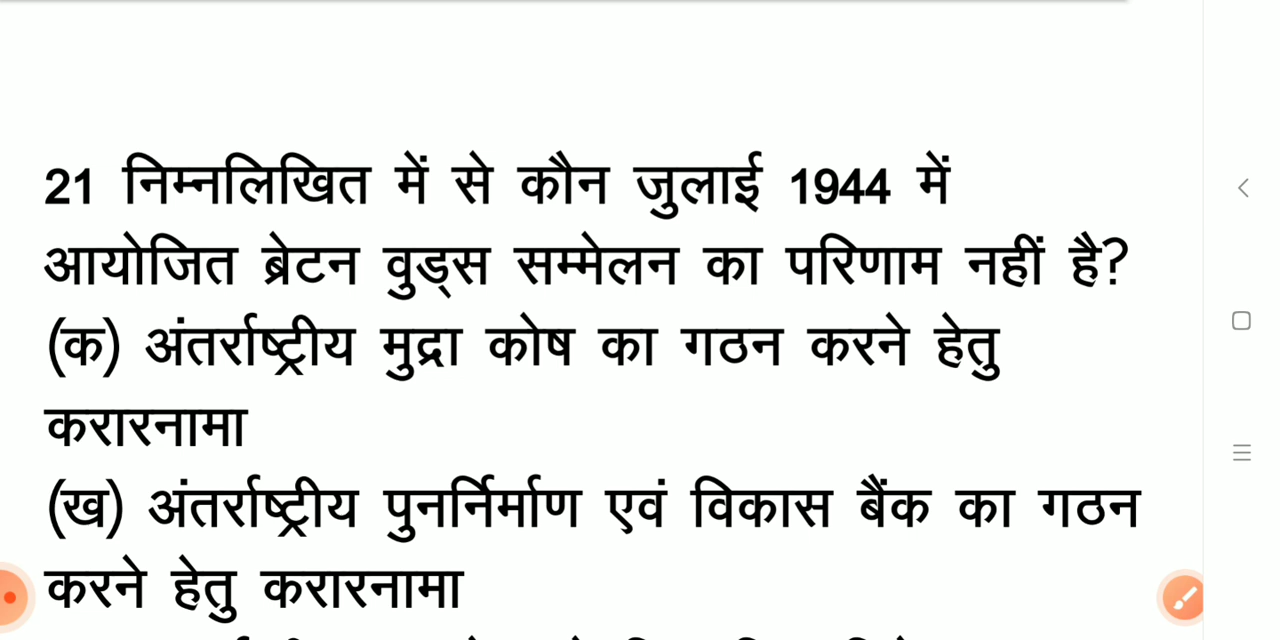 21 निम्नलिखित में से कौन जुलाई 1944 में
आयोजित ब्रेटन वुड्स सम्मेलन का परिणाम नहीं है?
(क) अंतर्राष्ट्रीय मुद्रा कोष का गठन करने हेतु
करारनामा
(ख) अंतर्राष्ट्रीय पुनर्निर्माण एवं विकास बैंक का गठन
करने हेतु करारनामा